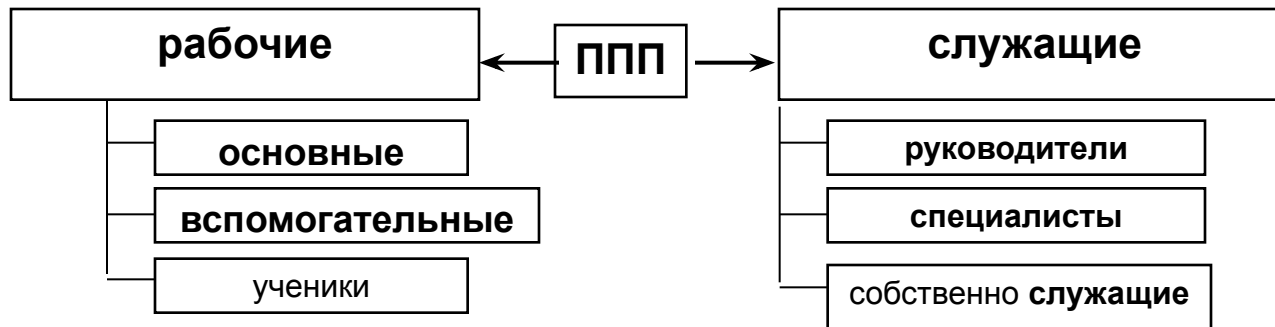 рабочие
ППП
служащие
основные
вспомогательные
ученики
руководители
специалисты
собственно служащие